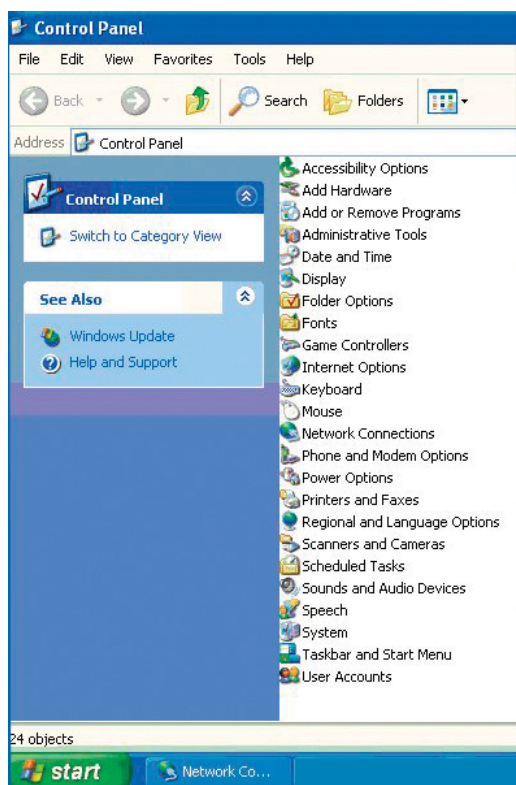 Control Panel
File Edit View Favorites Tools Help
Back Search Folders
Address Control Panel
Control Panel
Switch to Category View
See Also
Windows Update
Help and Support
Accessibility Options
Add Hardware
Add or Remove Programs
Administrative Tools
Date and Time
Display
Folder Options
Fonts
Game Controllers
Internet Options
Keyboard
Mouse
Network Connections
Phone and Modem Options
Power Options
Printers and Faxes
Regional and Language Options
Scanners and Cameras
Scheduled Tasks
Sounds and Audio Devices
Speech
System
Taskbar and Start Menu
User Accounts
24 objects
start Network Co...